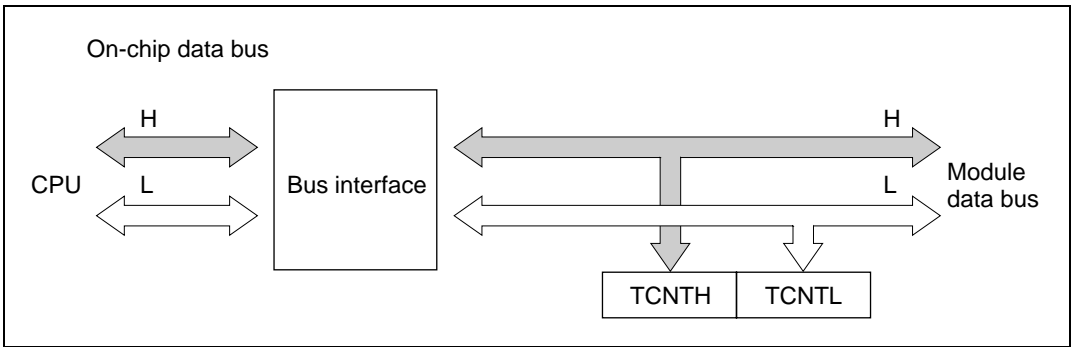 On-chip data bus
H
H
CPU
L
Bus interface
L
Module
data bus
TCNTH
TCNTL